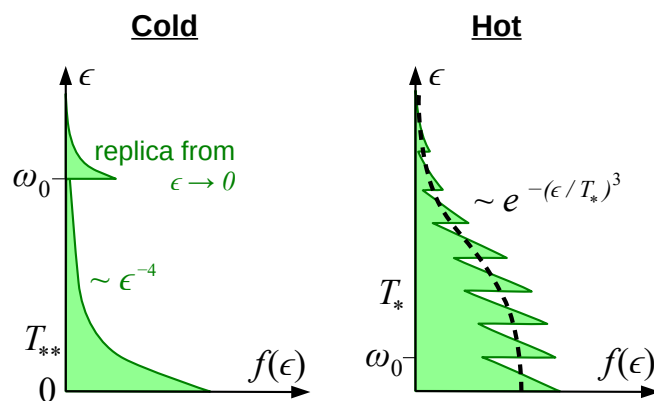 Cold
ϵ
replica from
ϵ → 0
ω₀
~ ϵ⁻⁴
T**
0
f(ϵ)
Hot
ϵ
~ e^−(ϵ / T*)³
T*
ω₀
f(ϵ)